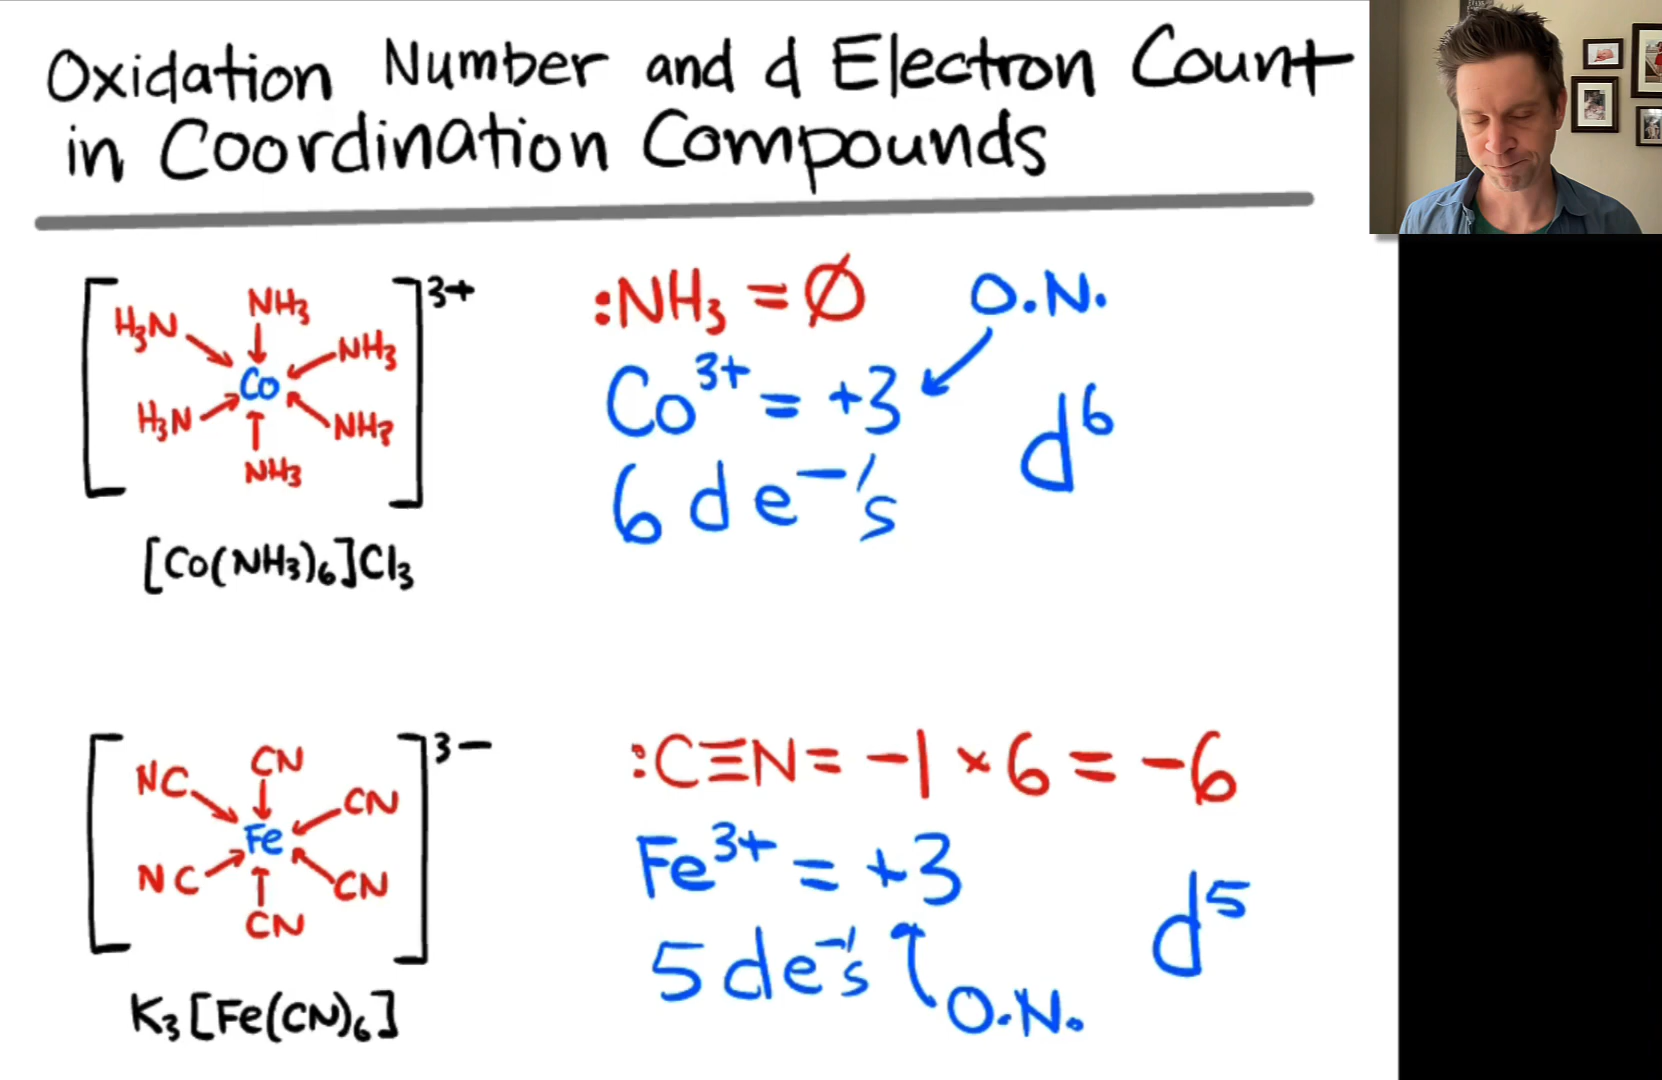 Oxidation Number and d Electron Count
in Coordination Compounds
[Co]³⁺
H₃N
NH₃
NH₃
H₃N
NH₃
NH₃
[Co(NH₃)₆]Cl₃
:NH₃ = Ø
O.N.
Co³⁺ = +3
6 d e⁻'s
d⁶
[Fe]³⁻
NC
CN
CN
NC
CN
CN
K₃[Fe(CN)₆]
:C≡N = -1 × 6 = -6
Fe³⁺ = +3
5 d e⁻'s
O.N.
d⁵